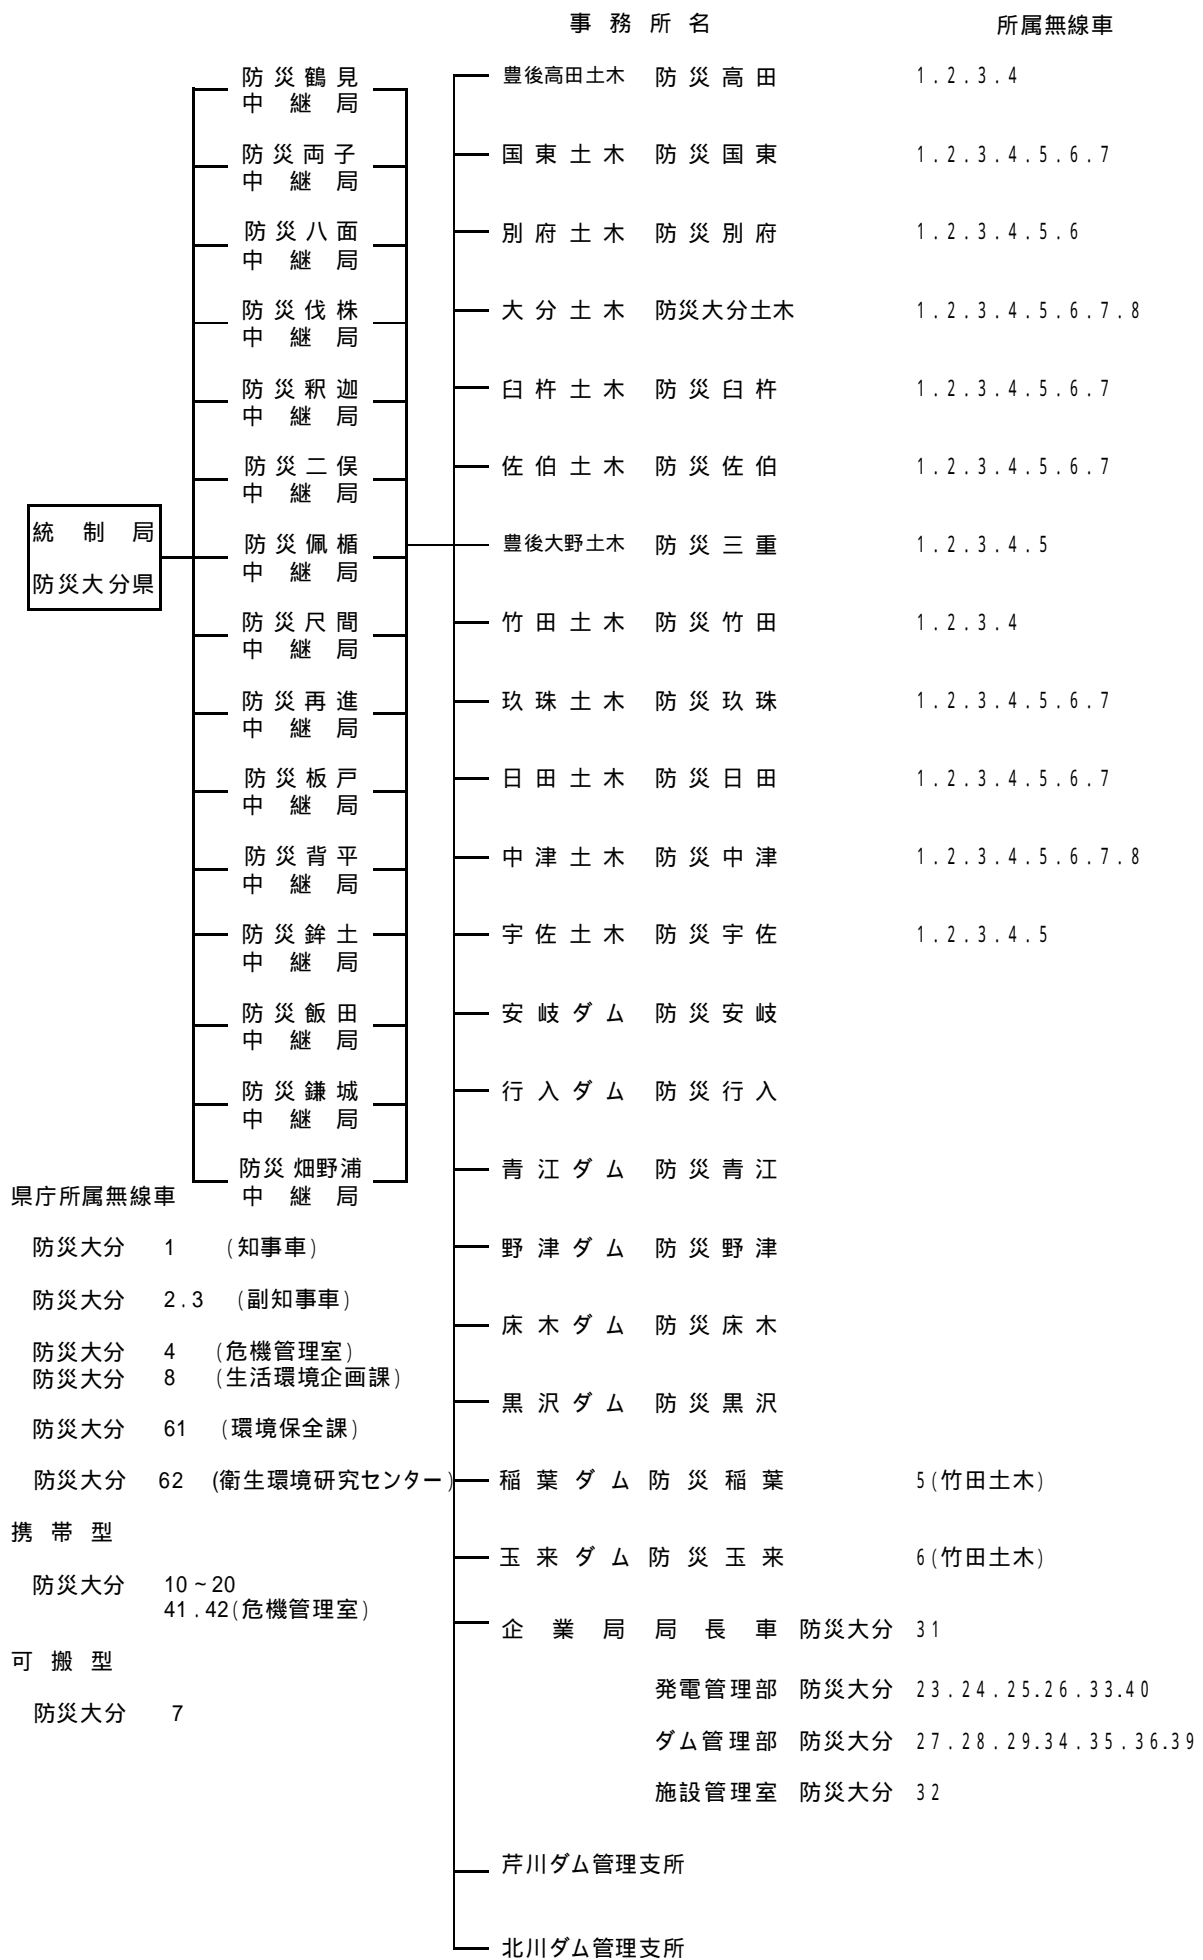 事務所名 所属無線車
統制局
防災大分県
防災鶴見
中継局
防災両子
中継局
防災八面
中継局
防災伐株
中継局
防災釈迦
中継局
防災二俣
中継局
防災佩楯
中継局
防災尺間
中継局
防災再進
中継局
防災板戸
中継局
防災背平
中継局
防災鉾土
中継局
防災飯田
中継局
防災鎌城
中継局
防災畑野浦
中継局
豊後高田土木 防災高田 1.2.3.4
国東土木 防災国東 1.2.3.4.5.6.7
別府土木 防災別府 1.2.3.4.5.6
大分土木 防災大分土木 1.2.3.4.5.6.7.8
臼杵土木 防災臼杵 1.2.3.4.5.6.7
佐伯土木 防災佐伯 1.2.3.4.5.6.7
豊後大野土木 防災三重 1.2.3.4.5
竹田土木 防災竹田 1.2.3.4
玖珠土木 防災玖珠 1.2.3.4.5.6.7
日田土木 防災日田 1.2.3.4.5.6.7
中津土木 防災中津 1.2.3.4.5.6.7.8
宇佐土木 防災宇佐 1.2.3.4.5
安岐ダム 防災安岐
行入ダム 防災行入
青江ダム 防災青江
野津ダム 防災野津
床木ダム 防災床木
黒沢ダム 防災黒沢
稲葉ダム 防災稲葉 5(竹田土木)
玉来ダム 防災玉来 6(竹田土木)
企業局 局長車 防災大分 31
発電管理部 防災大分 23.24.25.26.33.40
ダム管理部 防災大分 27.28.29.34.35.36.39
施設管理室 防災大分 32
芹川ダム管理支所
北川ダム管理支所
県庁所属無線車
防災大分 1 (知事車)
防災大分 2.3 (副知事車)
防災大分 4 (危機管理室)
防災大分 8 (生活環境企画課)
防災大分 61 (環境保全課)
防災大分 62 (衛生環境研究センター)
携帯型
防災大分 10~20
41.42(危機管理室)
可搬型
防災大分 7